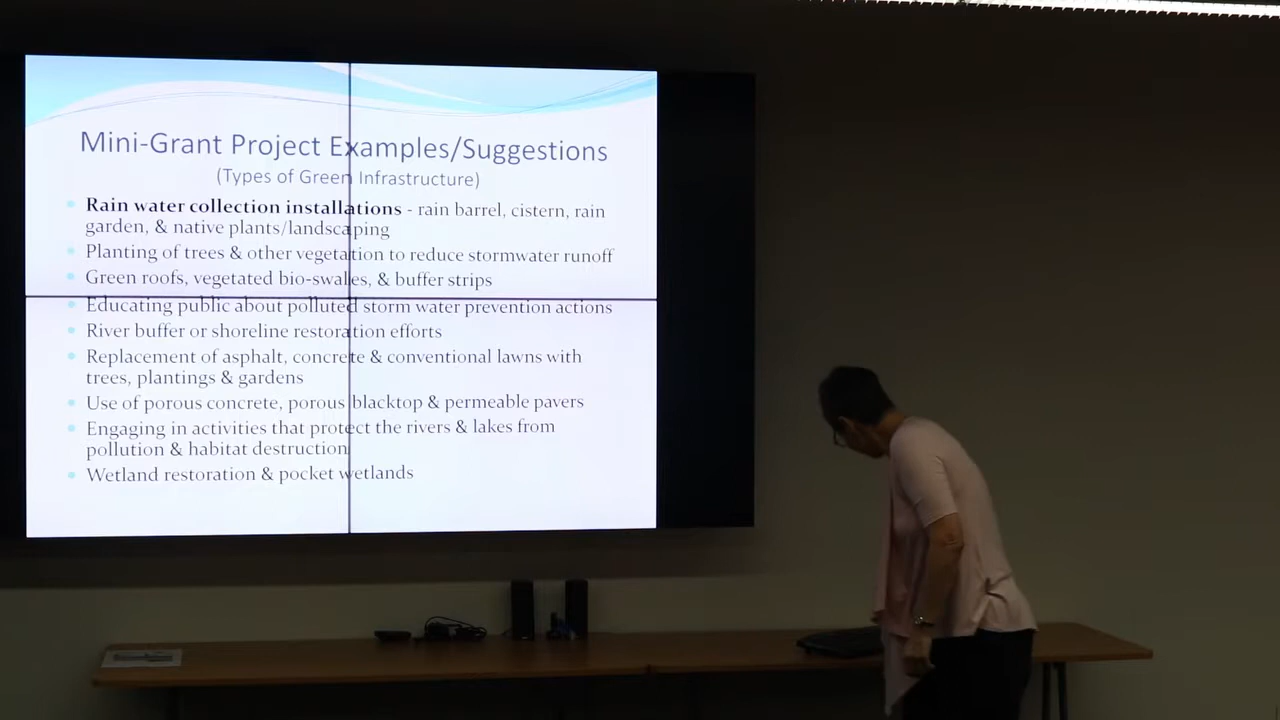 Mini-Grant Project Examples/Suggestions
(Types of Green Infrastructure)
Rain water collection installations - rain barrel, cistern, rain
garden, & native plants/landscaping
Planting of trees & other vegetation to reduce stormwater runoff
Green roofs, vegetated bio-swales, & buffer strips
Educating public about polluted storm water prevention actions
River buffer or shoreline restoration efforts
Replacement of asphalt, concrete & conventional lawns with
trees, plantings & gardens
Use of porous concrete, porous blacktop & permeable pavers
Engaging in activities that protect the rivers & lakes from
pollution & habitat destruction
Wetland restoration & pocket wetlands